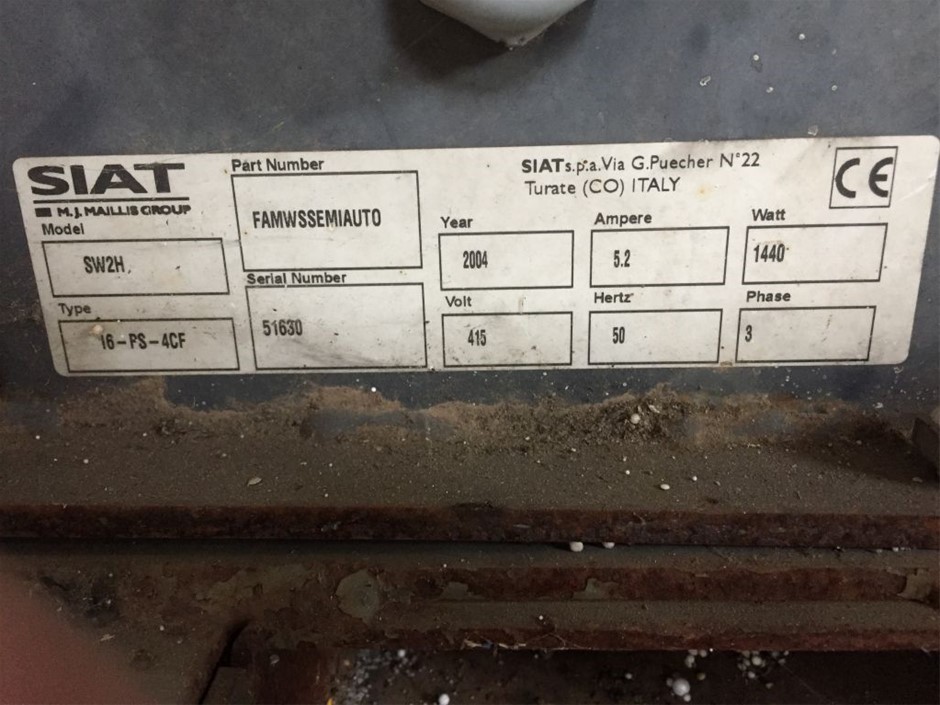 SIAT
M.J. MAILLIS GROUP
Part Number
FAMWSSEMIAUTO
SIAT s.p.a. Via G.Puecher N°22
Turate (CO) ITALY
CE
Model
SW2H
Year
2004
Ampere
5.2
Watt
1440
Type
16-PS-4CF
Serial Number
51630
Volt
415
Hertz
50
Phase
3